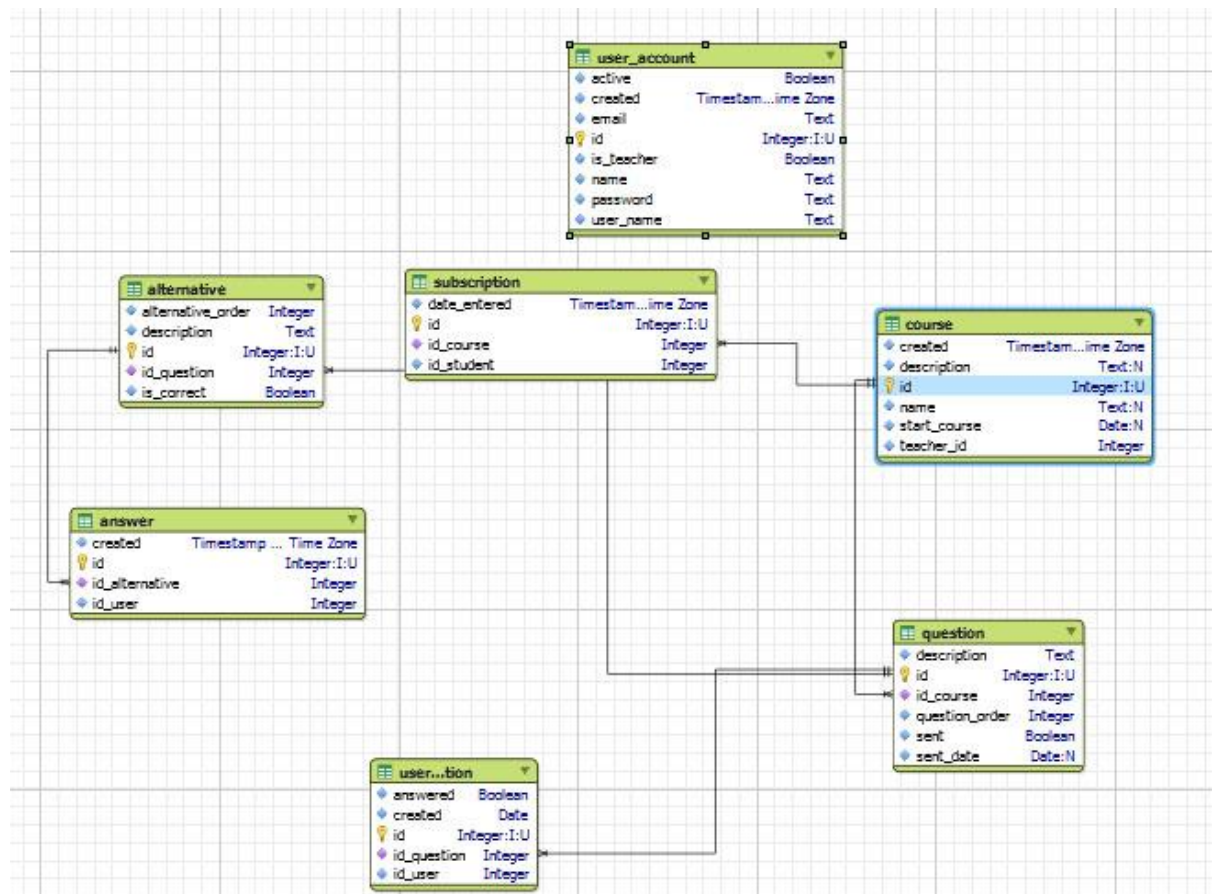 user_account
active Boolean
created Timestam...ime Zone
email Text
id Integer:I:U
is_teacher Boolean
name Text
password Text
user_name Text
subscription
date_entered Timestam...ime Zone
id Integer:I:U
id_course Integer
id_student Integer
alternative
alternative_order Integer
description Text
id Integer:I:U
id_question Integer
is_correct Boolean
course
created Timestam...ime Zone
description Text:N
id Integer:I:U
name Text:N
start_course Date:N
teacher_id Integer
answer
created Timestamp ... Time Zone
id Integer:I:U
id_alternative Integer
id_user Integer
question
description Text
id Integer:I:U
id_course Integer
question_order Integer
sent Boolean
sent_date Date:N
user...tion
answered Boolean
created Date
id Integer:I:U
id_question Integer
id_user Integer